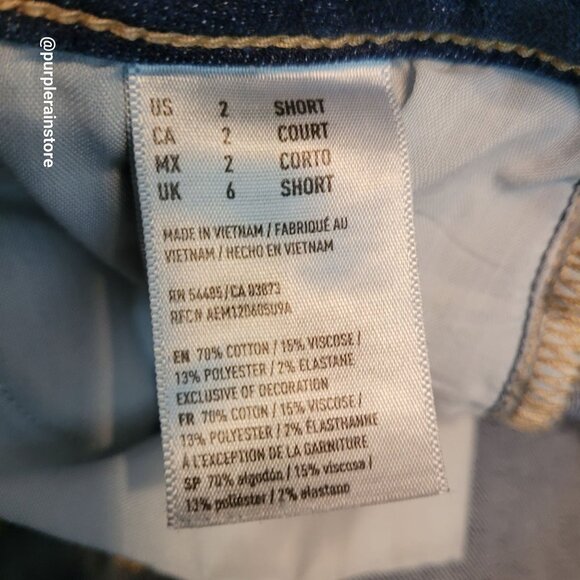 @purplerainstore
US 2 SHORT
CA 2 COURT
MX 2 CORTO
UK 6 SHORT
MADE IN VIETNAM / FABRIQUÉ AU
VIETNAM / HECHO EN VIETNAM
RN 54485/CA 03873
RFC# AEM120605U9A
EN 70% COTTON / 15% VISCOSE /
13% POLYESTER / 2% ELASTANE
EXCLUSIVE OF DECORATION
FR 70% COTON / 15% VISCOSE /
13% POLYESTER / 2% ÉLASTHANNE
À L'EXCEPTION DE LA GARNITURE
SP 70% algodón / 15% viscosa /
13% poliéster / 2% elastano